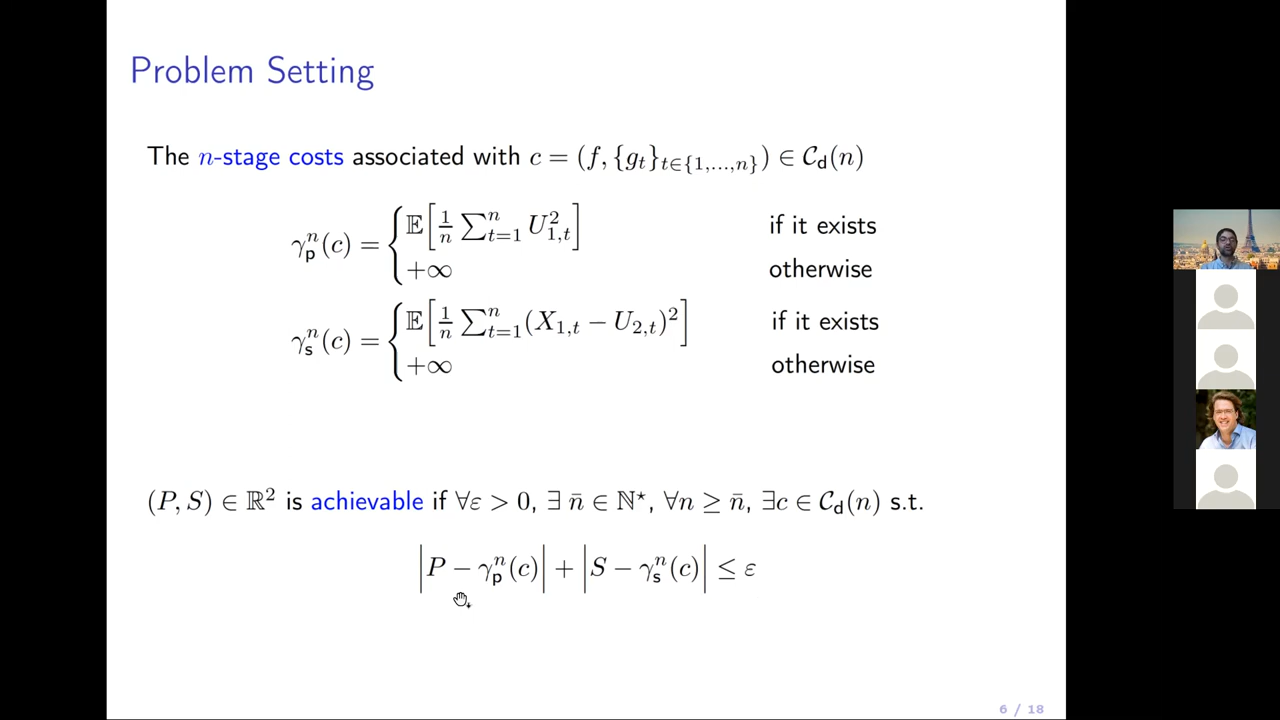 Problem Setting
The n-stage costs associated with c = (f, {g_t}_{t∈{1,...,n}}) ∈ 𝒞_d(n)
γ_p^n(c) = { 𝔼[1/n ∑_{t=1}^n U_{1,t}^2] if it exists
+∞ otherwise
γ_s^n(c) = { 𝔼[1/n ∑_{t=1}^n (X_{1,t} − U_{2,t})^2] if it exists
+∞ otherwise
(P, S) ∈ ℝ^2 is achievable if ∀ε > 0, ∃ n̄ ∈ ℕ^⋆, ∀n ≥ n̄, ∃c ∈ 𝒞_d(n) s.t.
|P − γ_p^n(c)| + |S − γ_s^n(c)| ≤ ε
6 / 18